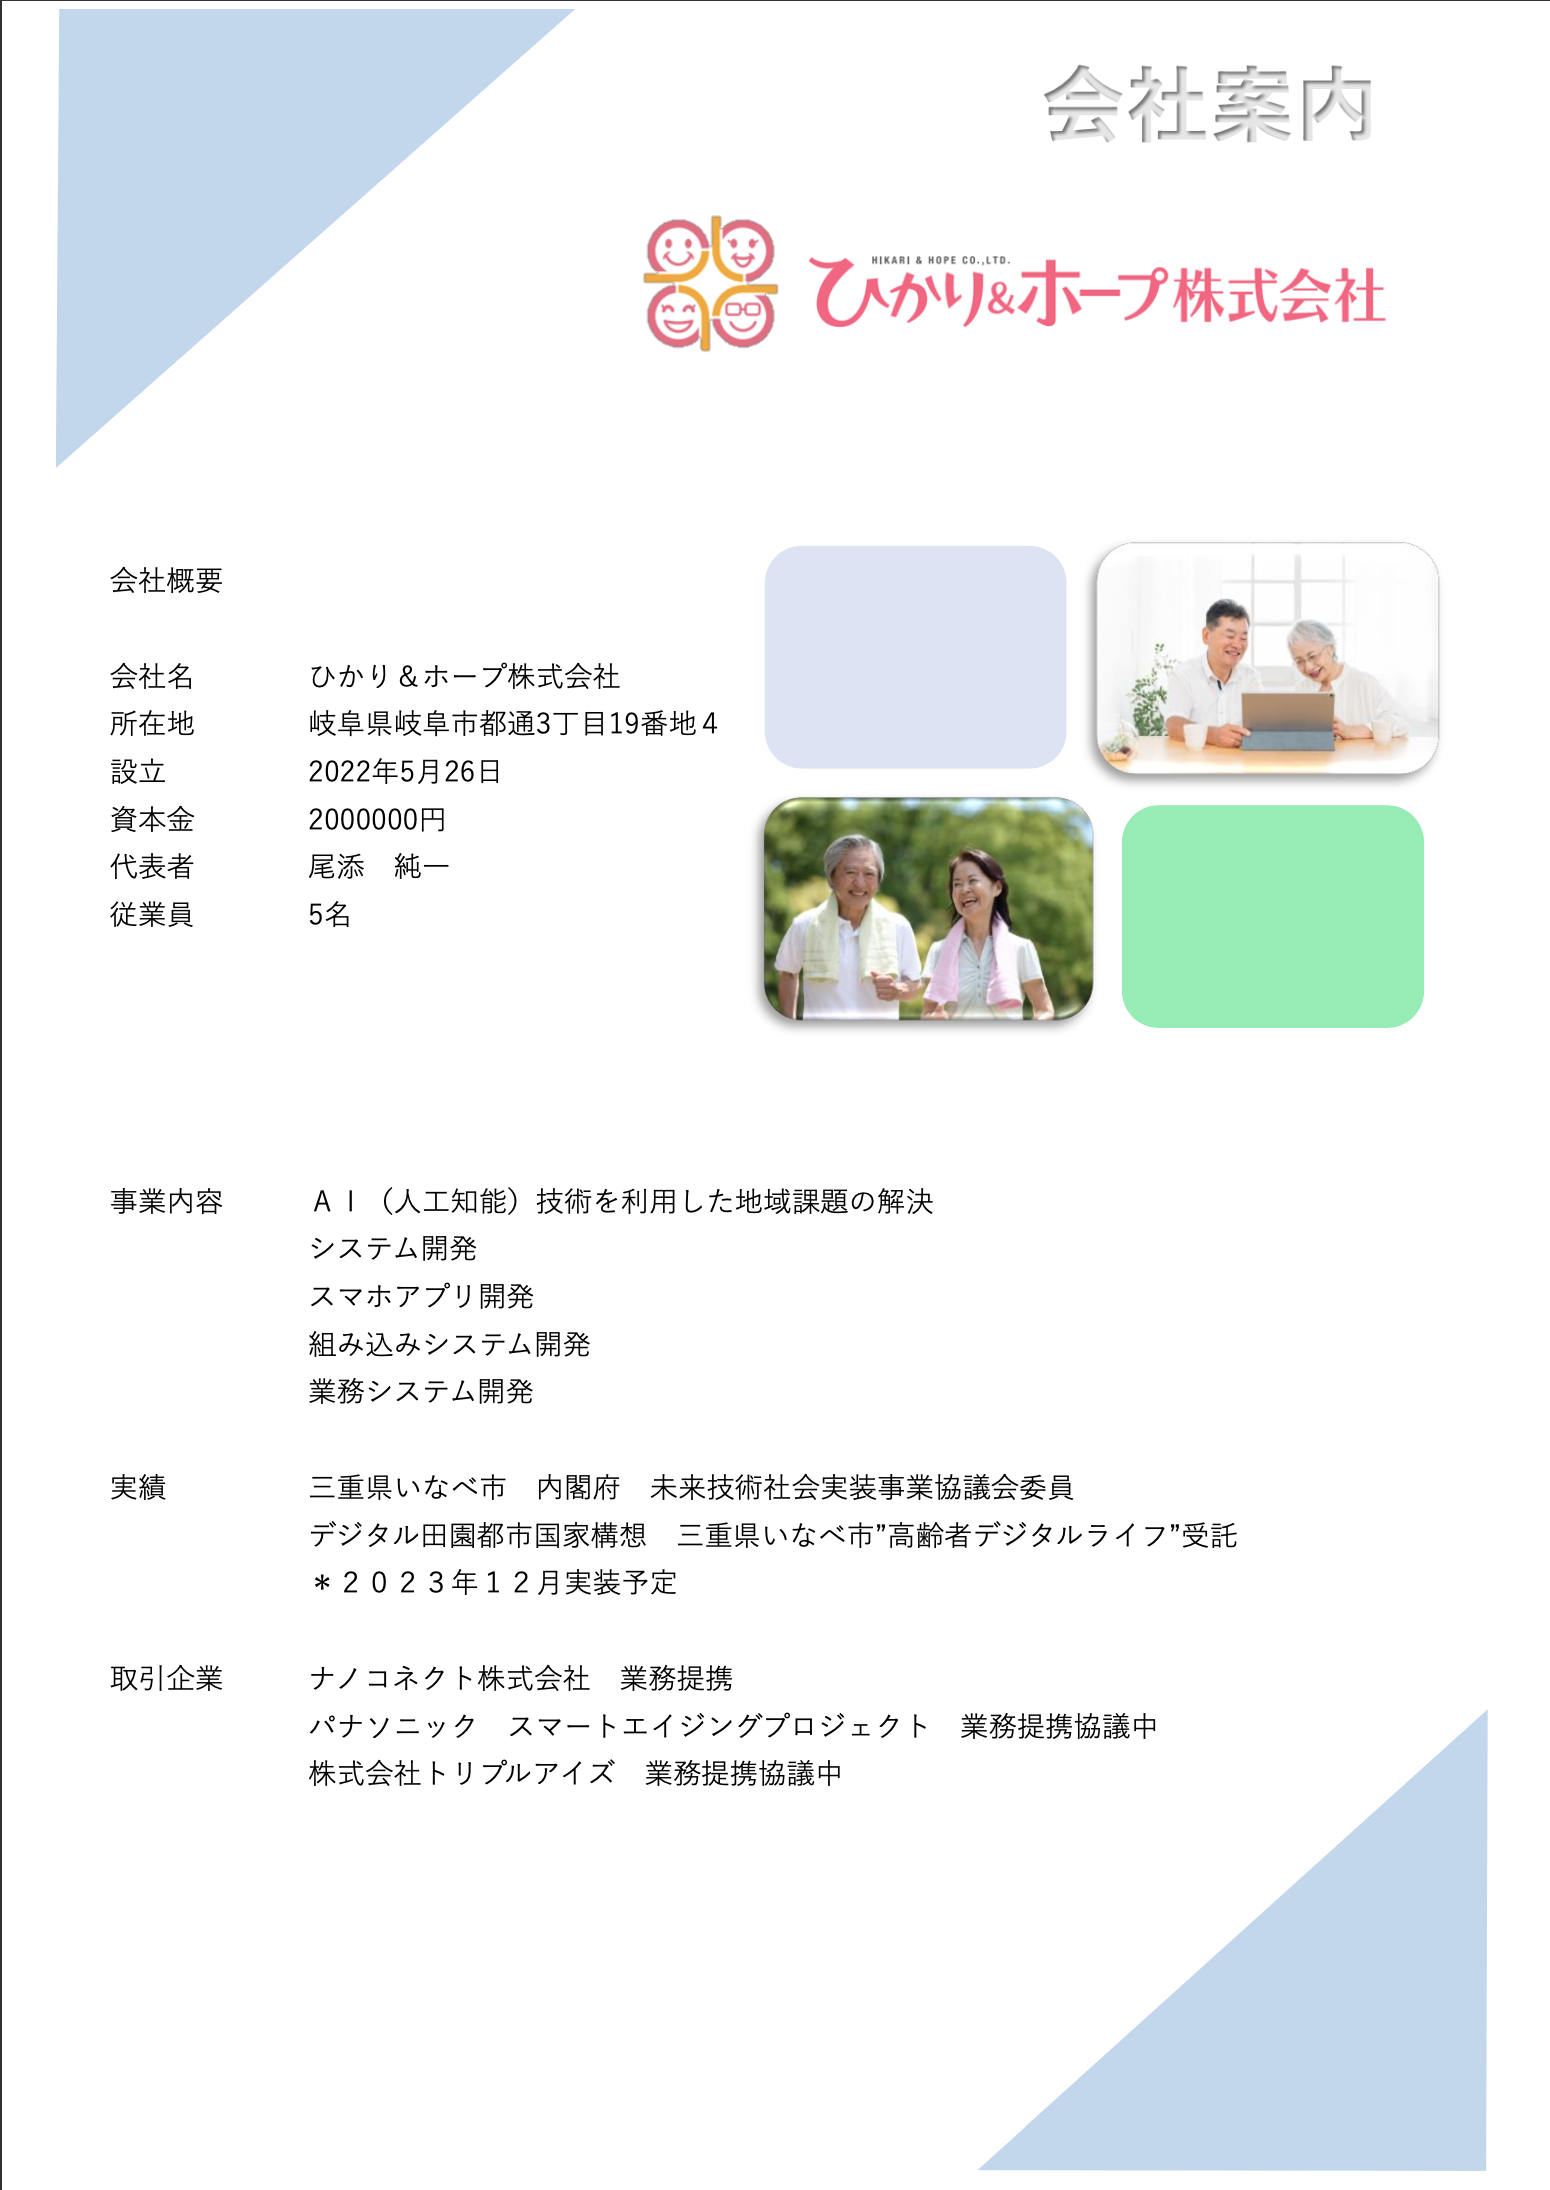 会社案内
HIKARI & HOPE CO.,LTD.
ひかり&ホープ株式会社
会社概要
会社名 ひかり＆ホープ株式会社
所在地 岐阜県岐阜市都通3丁目19番地４
設立 2022年5月26日
資本金 2000000円
代表者 尾添　純一
従業員 5名
事業内容 ＡＩ（人工知能）技術を利用した地域課題の解決
システム開発
スマホアプリ開発
組み込みシステム開発
業務システム開発
実績 三重県いなべ市　内閣府　未来技術社会実装事業協議会委員
デジタル田園都市国家構想　三重県いなべ市”高齢者デジタルライフ”受託
＊２０２３年１２月実装予定
取引企業 ナノコネクト株式会社　業務提携
パナソニック　スマートエイジングプロジェクト　業務提携協議中
株式会社トリプルアイズ　業務提携協議中